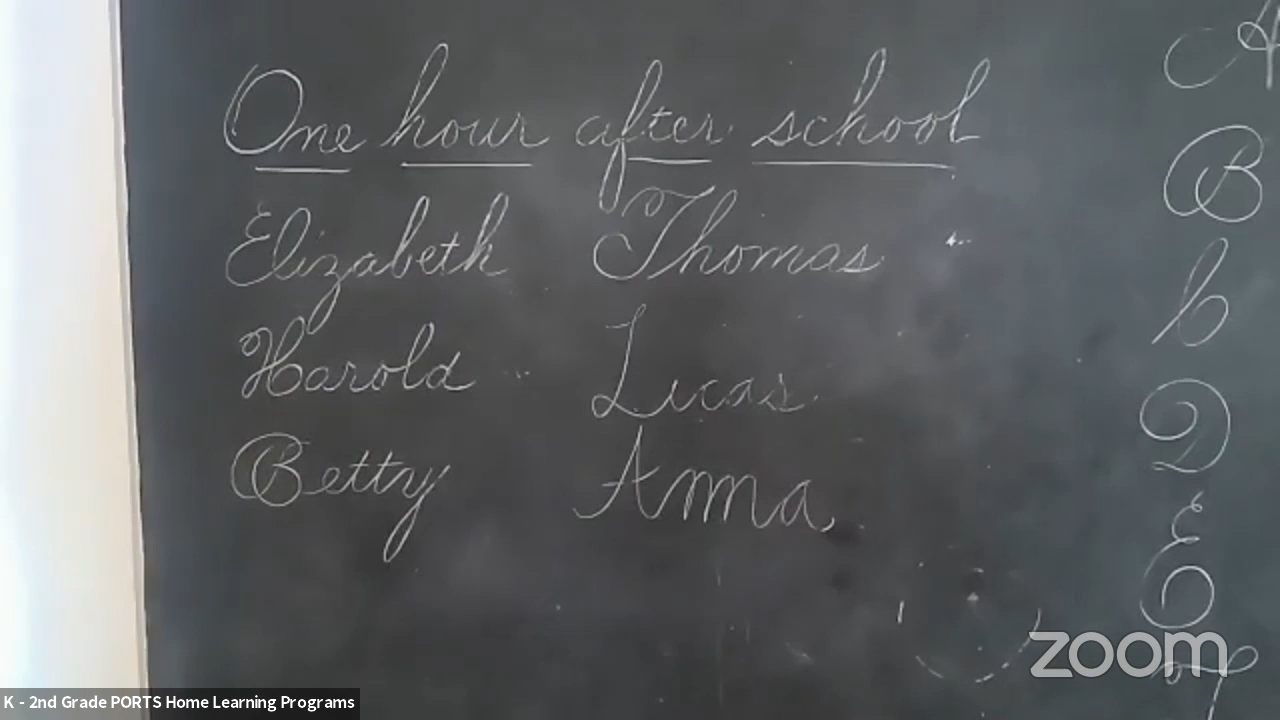 One hour after school
Elizabeth Thomas
Harold Lucas
Betty Anna
A
B
C
D
E
F
zoom
K - 2nd Grade PORTS Home Learning Programs